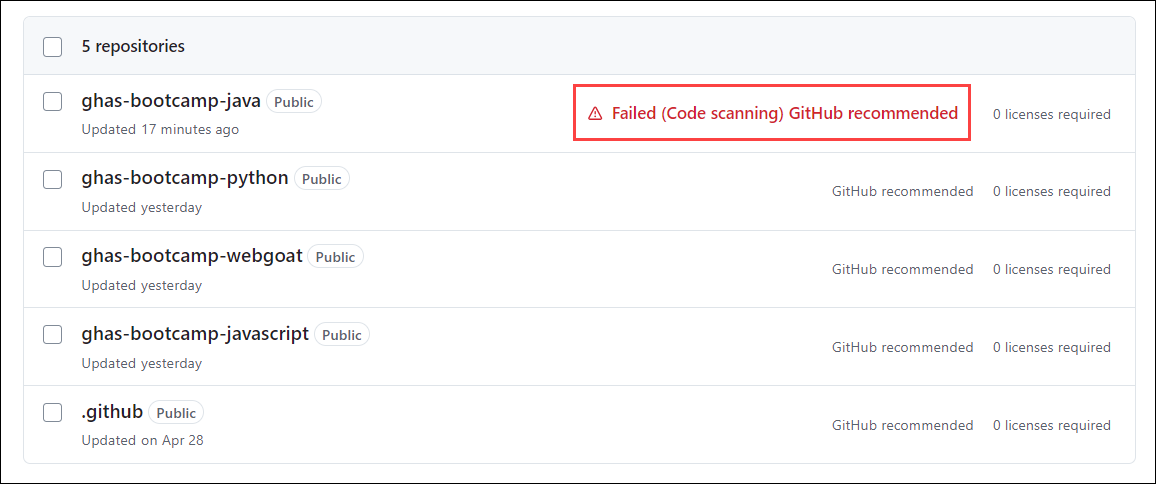 5 repositories
ghas-bootcamp-java Public
Failed (Code scanning) GitHub recommended
0 licenses required
Updated 17 minutes ago
ghas-bootcamp-python Public
GitHub recommended 0 licenses required
Updated yesterday
ghas-bootcamp-webgoat Public
GitHub recommended 0 licenses required
Updated yesterday
ghas-bootcamp-javascript Public
GitHub recommended 0 licenses required
Updated yesterday
.github Public
GitHub recommended 0 licenses required
Updated on Apr 28